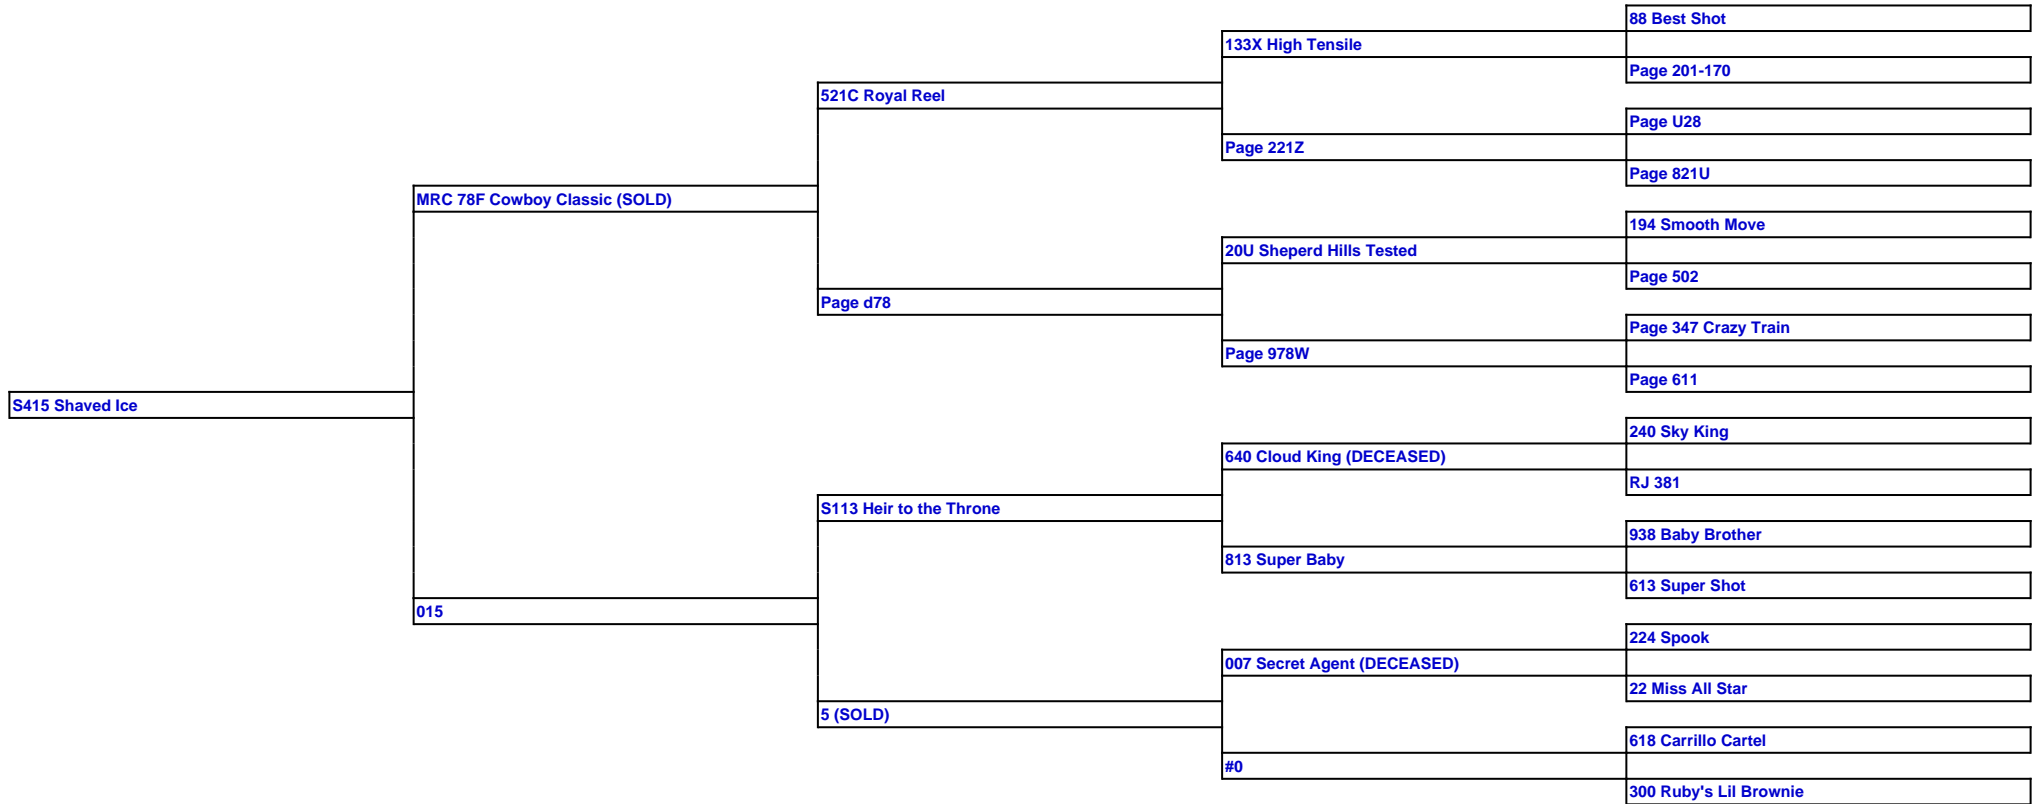 88 Best Shot
133X High Tensile
Page 201-170
521C Royal Reel
Page U28
Page 221Z
Page 821U
MRC 78F Cowboy Classic (SOLD)
194 Smooth Move
20U Sheperd Hills Tested
Page 502
Page d78
Page 347 Crazy Train
Page 978W
Page 611
S415 Shaved Ice
240 Sky King
640 Cloud King (DECEASED)
RJ 381
S113 Heir to the Throne
938 Baby Brother
813 Super Baby
613 Super Shot
015
224 Spook
007 Secret Agent (DECEASED)
22 Miss All Star
5 (SOLD)
618 Carrillo Cartel
#0
300 Ruby's Lil Brownie